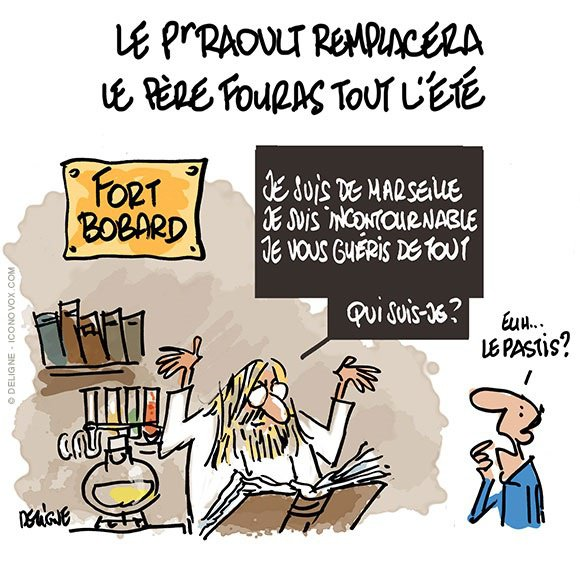 LE Pr RAOULT REMPLACERA
LE PÈRE FOURAS TOUT L'ÉTÉ
FORT
BOBARD
JE SUIS DE MARSEILLE
JE SUIS INCONTOURNABLE
JE VOUS GUÉRIS DE TOUT
QUI SUIS-JE?
EUH...
LE PASTIS?
© DELIGNE - ICONOVOX.COM
DELIGNE